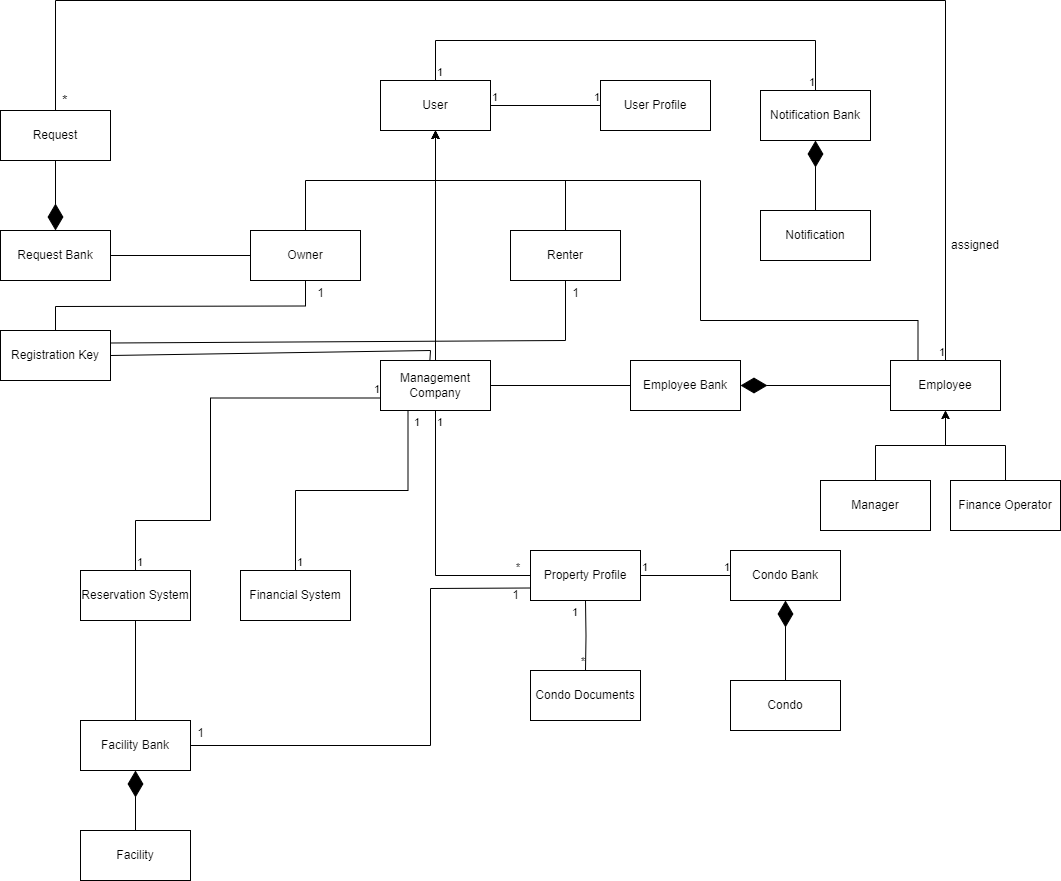 *
1
1
User
1
1
User Profile
Notification Bank
Request
Notification
assigned
Request Bank
Owner
Renter
1
1
Registration Key
1
1
Management
Company
Employee Bank
Employee
1
1
Manager
Finance Operator
1
1
*
Property Profile
1
1
Condo Bank
Reservation System
Financial System
1
1
*
Condo Documents
Condo
1
Facility Bank
Facility